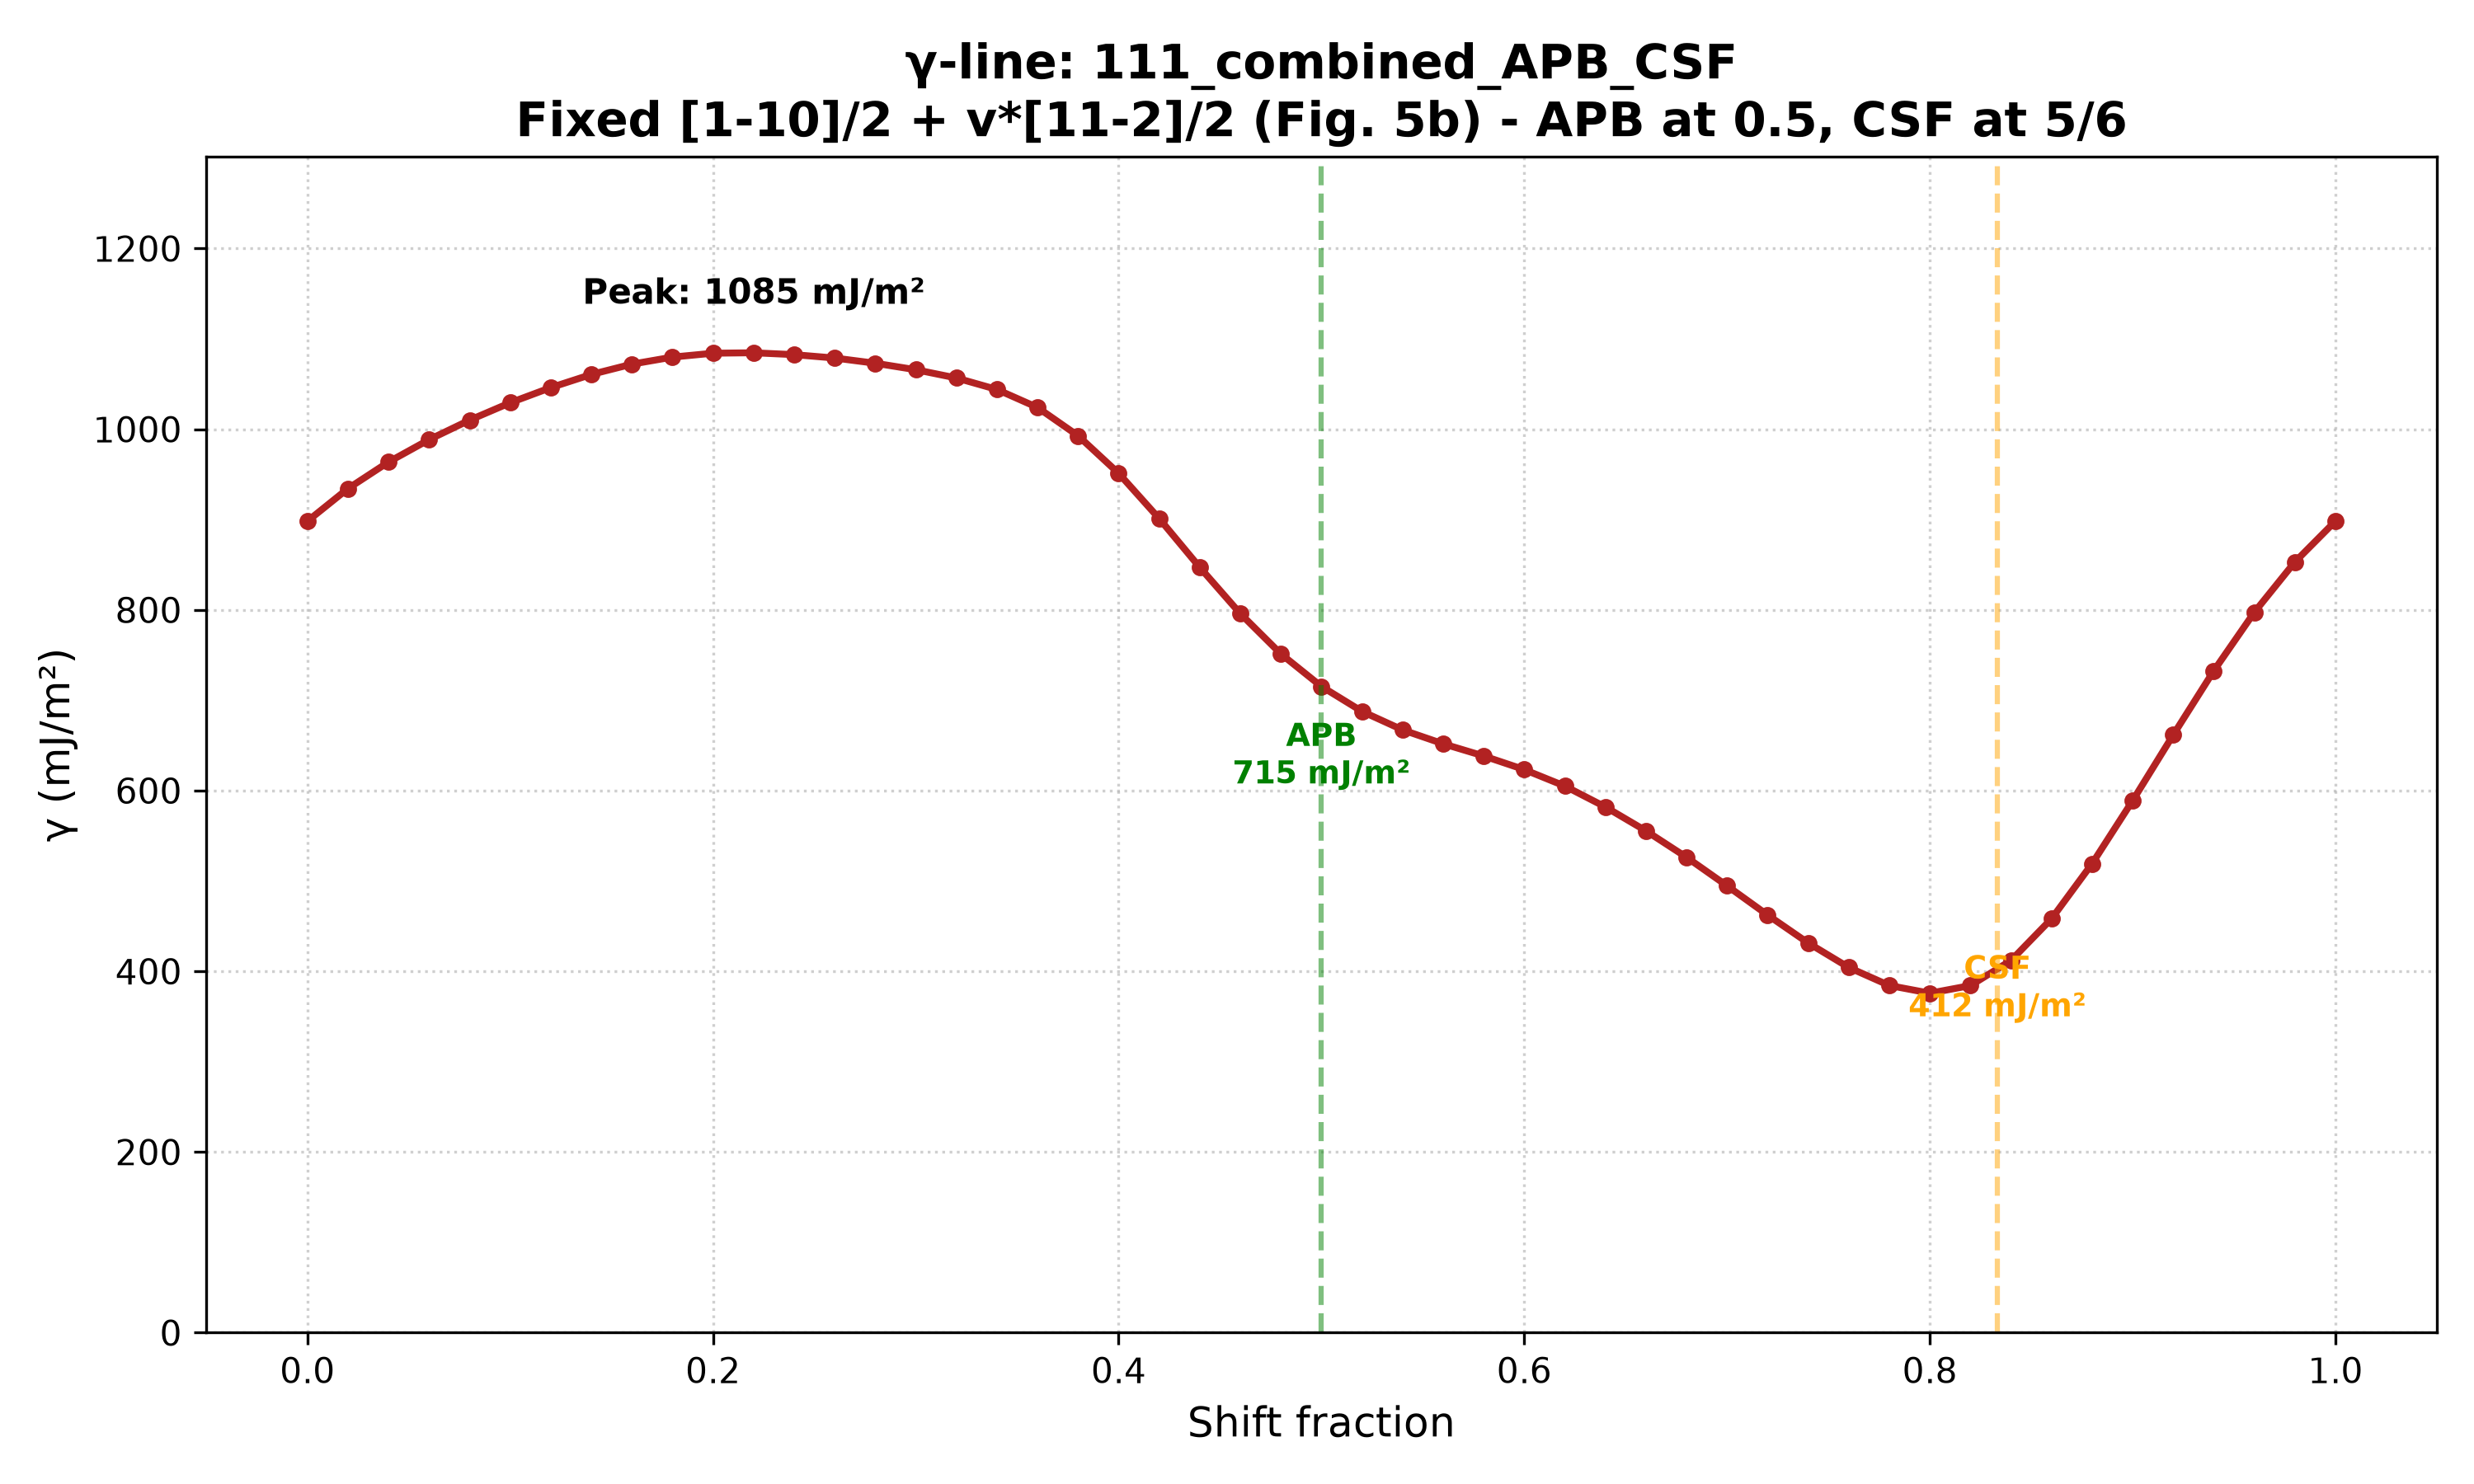 γ-line: 111_combined_APB_CSF
Fixed [1-10]/2 + v*[11-2]/2 (Fig. 5b) - APB at 0.5, CSF at 5/6
Peak: 1085 mJ/m²
APB
715 mJ/m²
CSF
412 mJ/m²
γ (mJ/m²)
1200
1000
800
600
400
200
0
0.0
0.2
0.4
0.6
0.8
1.0
Shift fraction